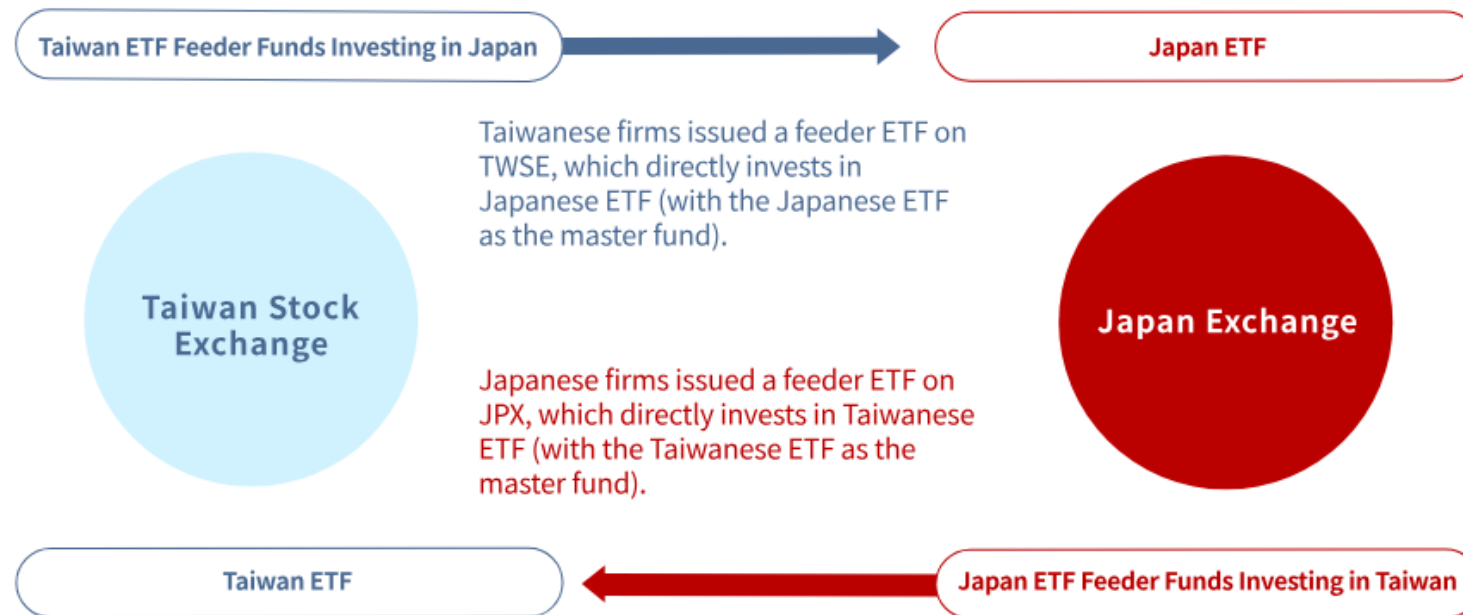 Taiwan ETF Feeder Funds Investing in Japan
Japan ETF
Taiwanese firms issued a feeder ETF on
TWSE, which directly invests in
Japanese ETF (with the Japanese ETF
as the master fund).
Taiwan Stock
Exchange
Japan Exchange
Japanese firms issued a feeder ETF on
JPX, which directly invests in Taiwanese
ETF (with the Taiwanese ETF as the
master fund).
Taiwan ETF
Japan ETF Feeder Funds Investing in Taiwan